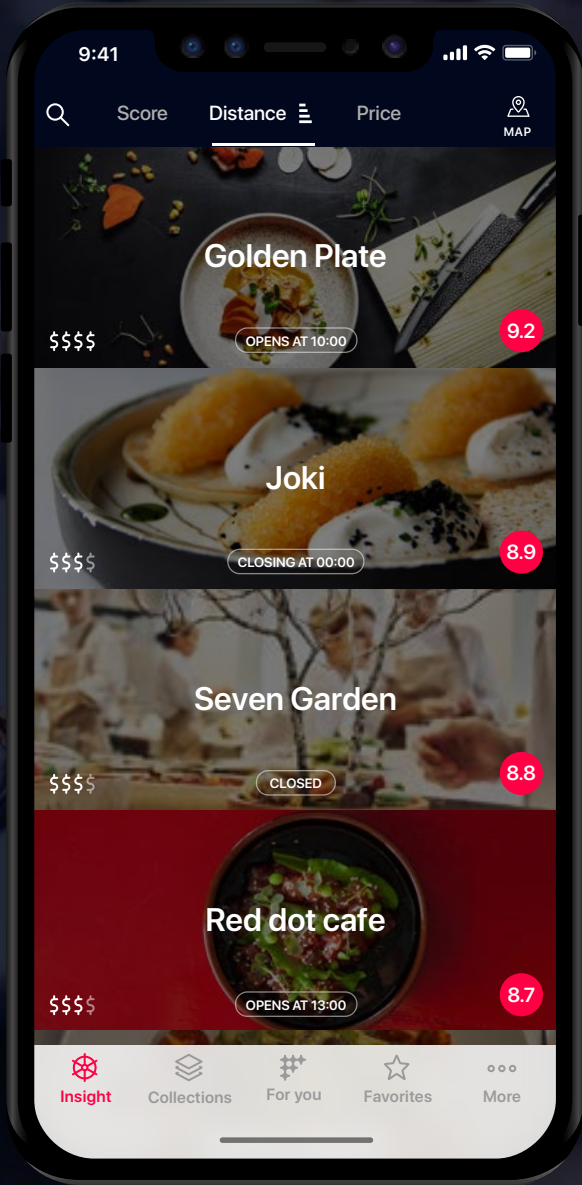 9:41
Score Distance Price
MAP
Golden Plate
$$$$ OPENS AT 10:00 9.2
Joki
$$$$ CLOSING AT 00:00 8.9
Seven Garden
$$$$ CLOSED 8.8
Red dot cafe
$$$$ OPENS AT 13:00 8.7
Insight Collections For you Favorites More